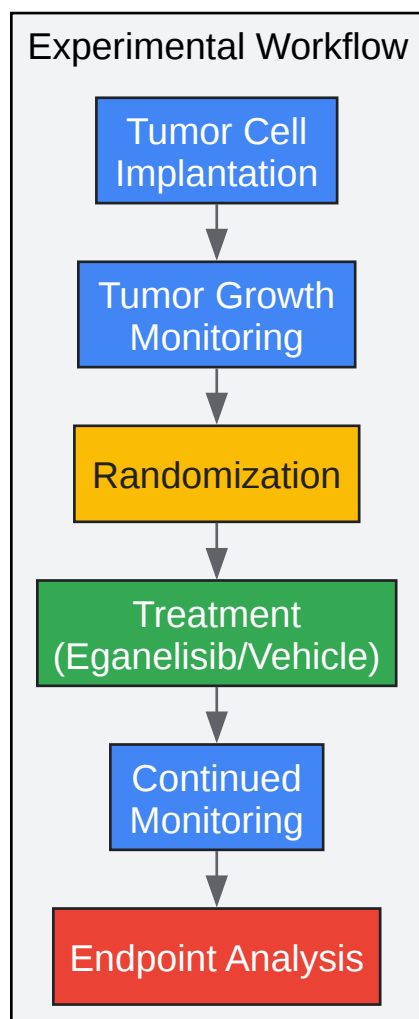 Experimental Workflow
Tumor Cell
Implantation
Tumor Growth
Monitoring
Randomization
Treatment
(Eganelisib/Vehicle)
Continued
Monitoring
Endpoint Analysis